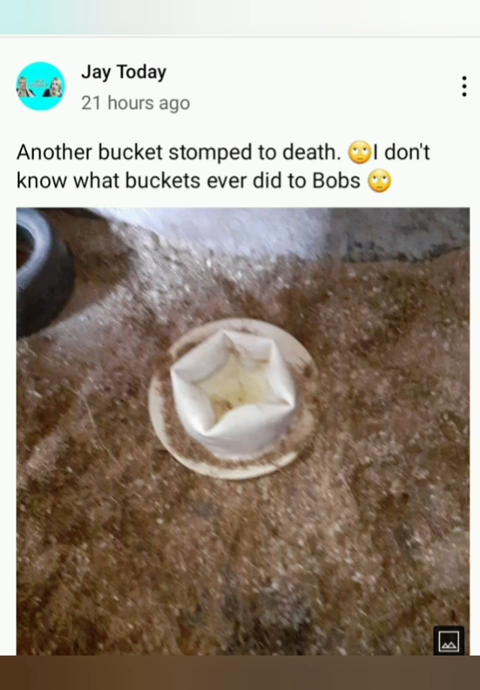 Jay Today
21 hours ago
Another bucket stomped to death. 🙄I don't
know what buckets ever did to Bobs 🙄